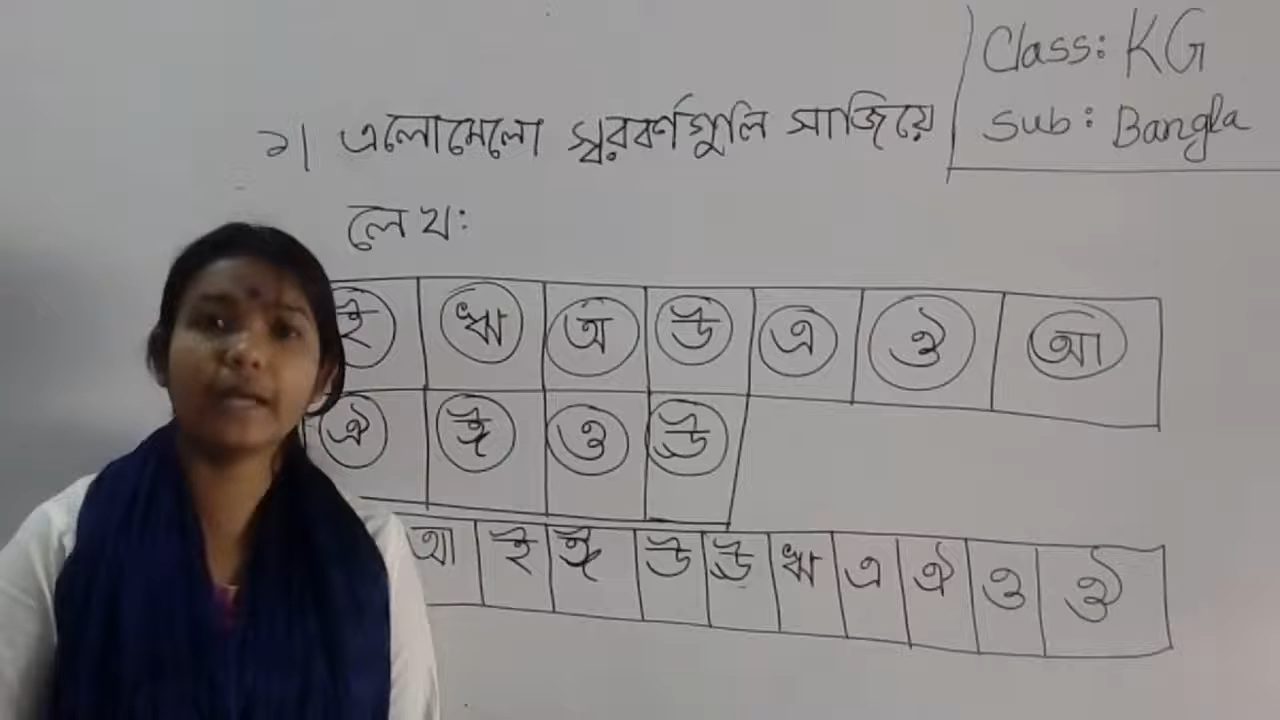 Class: KG
Sub: Bangla
১। এলোমেলো স্বরবর্ণগুলি সাজিয়ে
লেখ:
ই ঋ অ উ এ ঔ আ
ঐ ঈ ও ঊ
আ ই ঈ উ ঊ ঋ এ ঐ ও ঔ